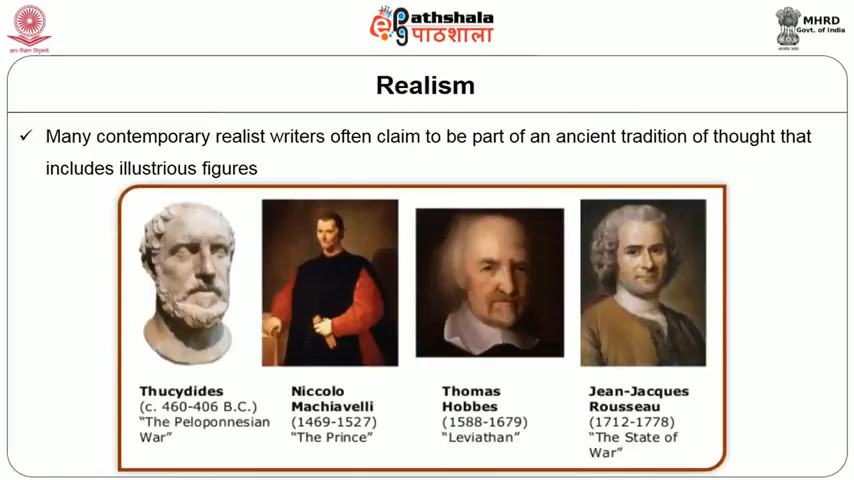 Pathshala
पाठशाला
MHRD
Govt. of India
Realism
✓ Many contemporary realist writers often claim to be part of an ancient tradition of thought that
includes illustrious figures
Thucydides
(c. 460-406 B.C.)
“The Peloponnesian
War”
Niccolo
Machiavelli
(1469-1527)
“The Prince”
Thomas
Hobbes
(1588-1679)
“Leviathan”
Jean-Jacques
Rousseau
(1712-1778)
“The State of
War”